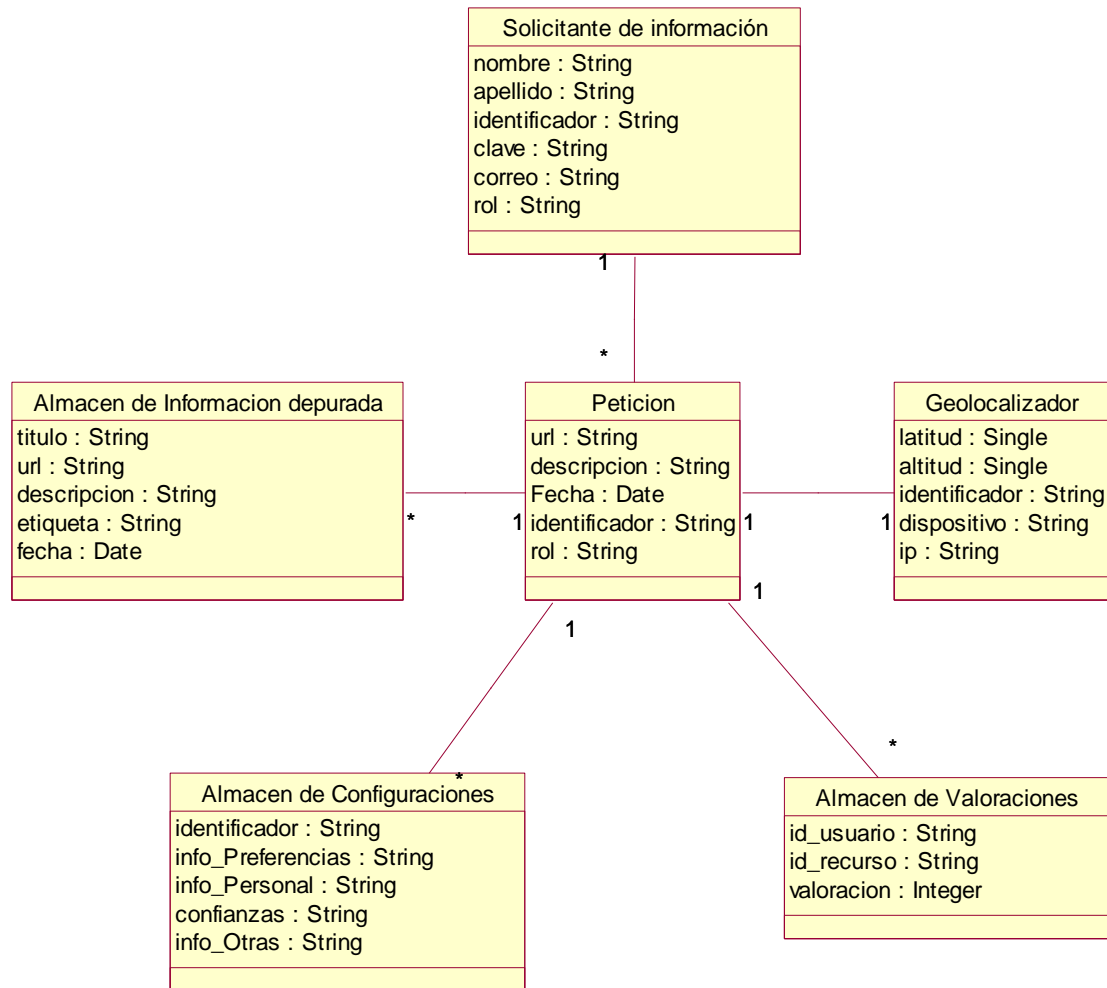 Solicitante de información
nombre : String
apellido : String
identificador : String
clave : String
correo : String
rol : String
1
*
Almacen de Informacion depurada
titulo : String
url : String
descripcion : String
etiqueta : String
fecha : Date
*
1
Peticion
url : String
descripcion : String
Fecha : Date
identificador : String
rol : String
1
1
Geolocalizador
latitud : Single
altitud : Single
identificador : String
dispositivo : String
ip : String
1
1
*
*
Almacen de Configuraciones
identificador : String
info_Preferencias : String
info_Personal : String
confianzas : String
info_Otras : String
Almacen de Valoraciones
id_usuario : String
id_recurso : String
valoracion : Integer